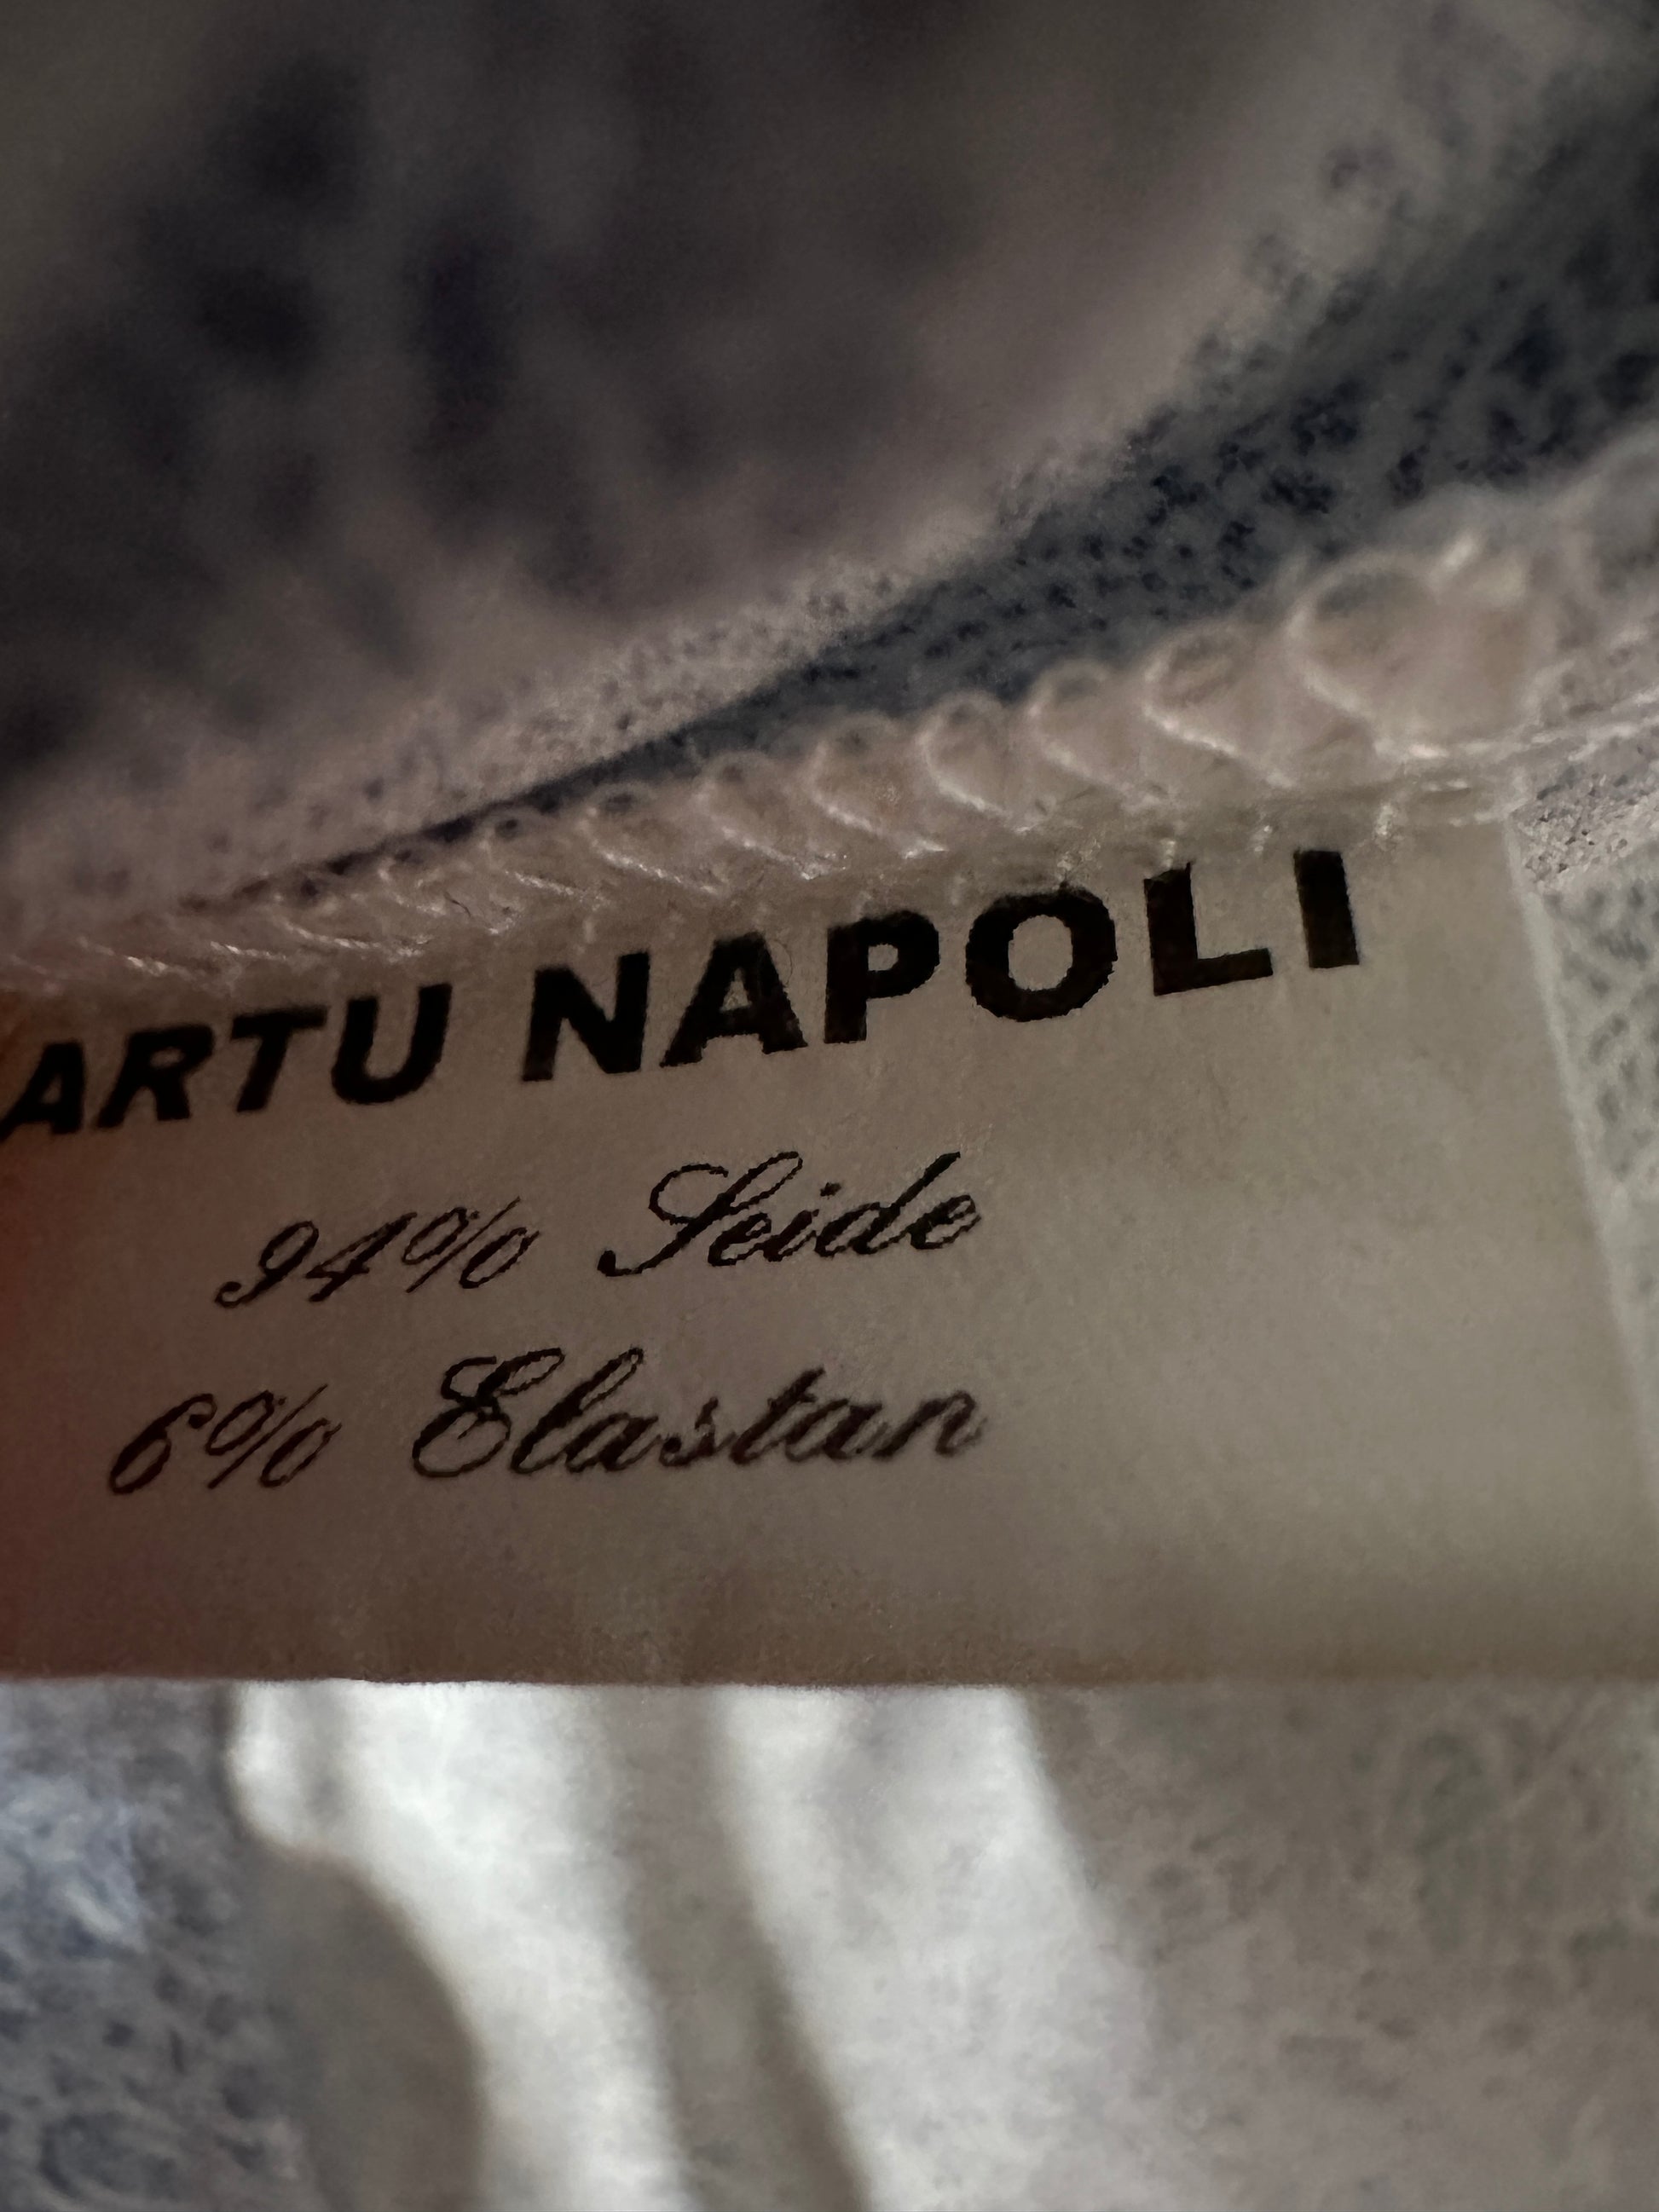 ARTU NAPOLI
94% Seide
6% Elastan